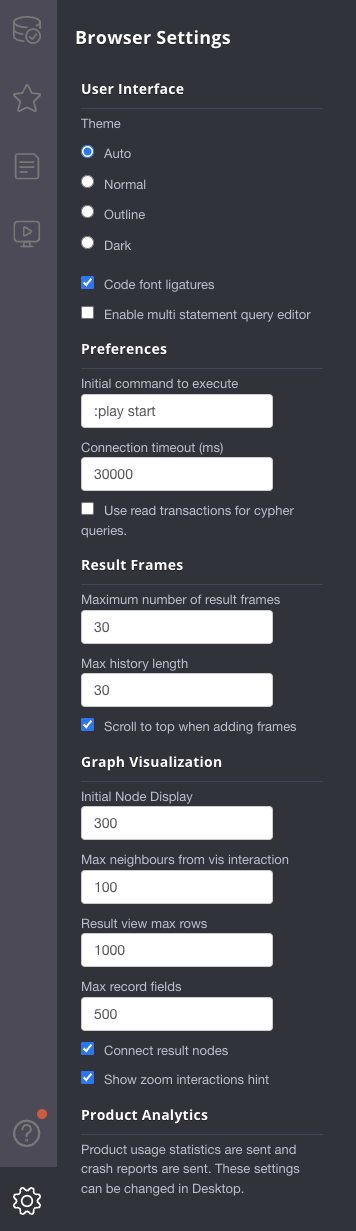 Browser Settings
User Interface
Theme
Auto
Normal
Outline
Dark
Code font ligatures
Enable multi statement query editor
Preferences
Initial command to execute
:play start
Connection timeout (ms)
30000
Use read transactions for cypher
queries.
Result Frames
Maximum number of result frames
30
Max history length
30
Scroll to top when adding frames
Graph Visualization
Initial Node Display
300
Max neighbours from vis interaction
100
Result view max rows
1000
Max record fields
500
Connect result nodes
Show zoom interactions hint
Product Analytics
Product usage statistics are sent and
crash reports are sent. These settings
can be changed in Desktop.